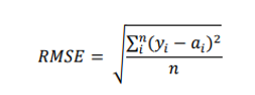 RMSE = √(∑ᵢⁿ(yᵢ − aᵢ)² / n)